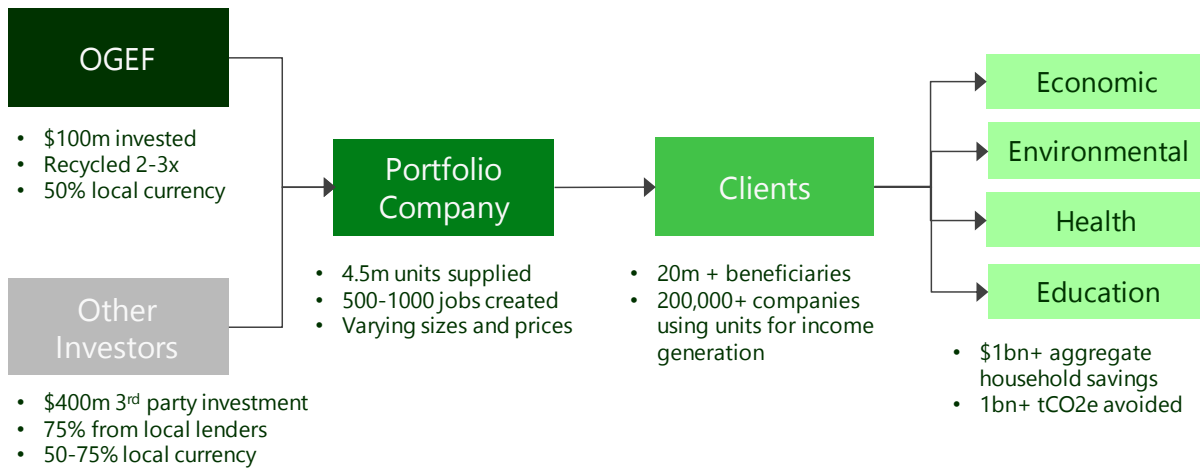 OGEF
• $100m invested
• Recycled 2-3x
• 50% local currency
Other
Investors
• $400m 3rd party investment
• 75% from local lenders
• 50-75% local currency
Portfolio
Company
• 4.5m units supplied
• 500-1000 jobs created
• Varying sizes and prices
Clients
• 20m + beneficiaries
• 200,000+ companies
using units for income
generation
Economic
Environmental
Health
Education
• $1bn+ aggregate
household savings
• 1bn+ tCO2e avoided